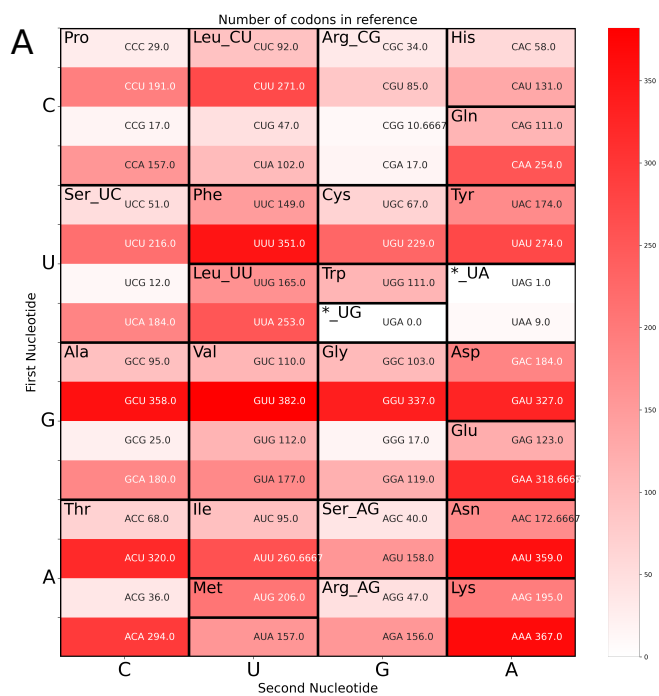 Number of codons in reference
A
Pro CCC 29.0 Leu_CU CUC 92.0 Arg_CG CGC 34.0 His CAC 58.0
CCU 191.0 CUU 271.0 CGU 85.0 CAU 131.0
C
CCG 17.0 CUG 47.0 CGG 10.6667 Gln CAG 111.0
CCA 157.0 CUA 102.0 CGA 17.0 CAA 254.0
Ser_UC UCC 51.0 Phe UUC 149.0 Cys UGC 67.0 Tyr UAC 174.0
UCU 216.0 UUU 351.0 UGU 229.0 UAU 274.0
U
UCG 12.0 Leu_UU UUG 165.0 Trp UGG 111.0 *_UA UAG 1.0
UCA 184.0 UUA 253.0 *_UG UGA 0.0 UAA 9.0
Ala GCC 95.0 Val GUC 110.0 Gly GGC 103.0 Asp GAC 184.0
GCU 358.0 GUU 382.0 GGU 337.0 GAU 327.0
G
GCG 25.0 GUG 112.0 GGG 17.0 Glu GAG 123.0
GCA 180.0 GUA 177.0 GGA 119.0 GAA 318.6667
Thr ACC 68.0 Ile AUC 95.0 Ser_AG AGC 40.0 Asn AAC 172.6667
ACU 320.0 AUU 260.6667 AGU 158.0 AAU 359.0
A
ACG 36.0 Met AUG 206.0 Arg_AG AGG 47.0 Lys AAG 195.0
ACA 294.0 AUA 157.0 AGA 156.0 AAA 367.0
C U G A
Second Nucleotide
First Nucleotide
350
300
250
200
150
100
50
0